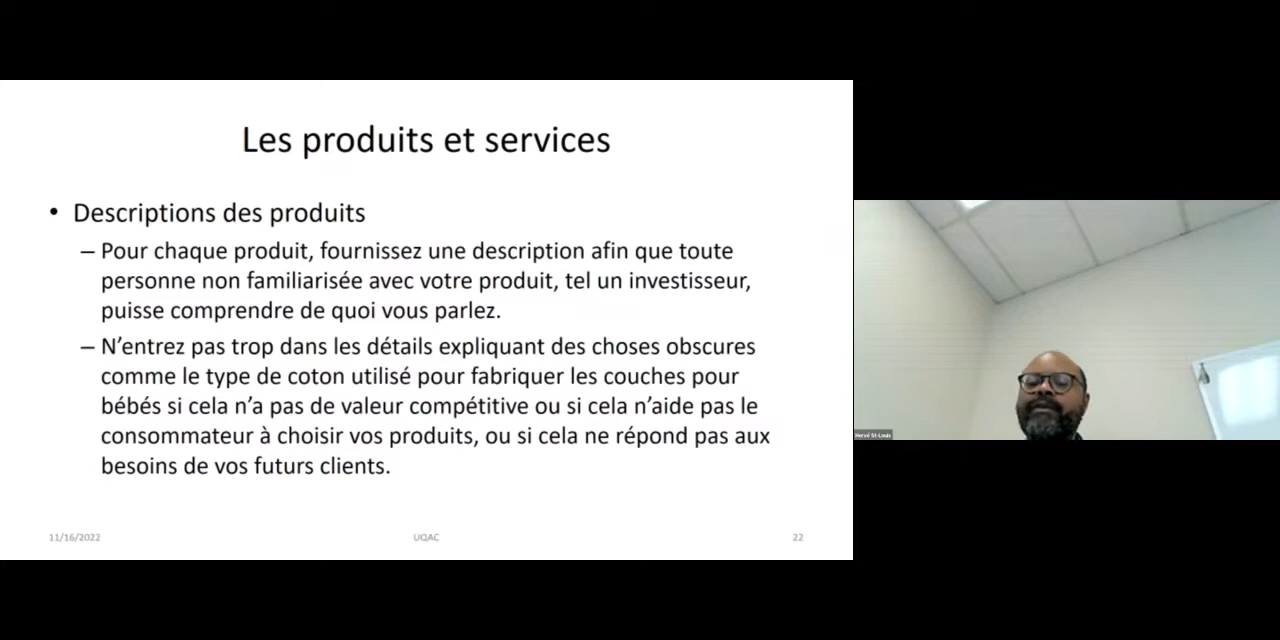 Les produits et services
• Descriptions des produits
– Pour chaque produit, fournissez une description afin que toute
personne non familiarisée avec votre produit, tel un investisseur,
puisse comprendre de quoi vous parlez.
– N’entrez pas trop dans les détails expliquant des choses obscures
comme le type de coton utilisé pour fabriquer les couches pour
bébés si cela n’a pas de valeur compétitive ou si cela n’aide pas le
consommateur à choisir vos produits, ou si cela ne répond pas aux
besoins de vos futurs clients.
11/16/2022
UQAC
22
Hervé St-Louis